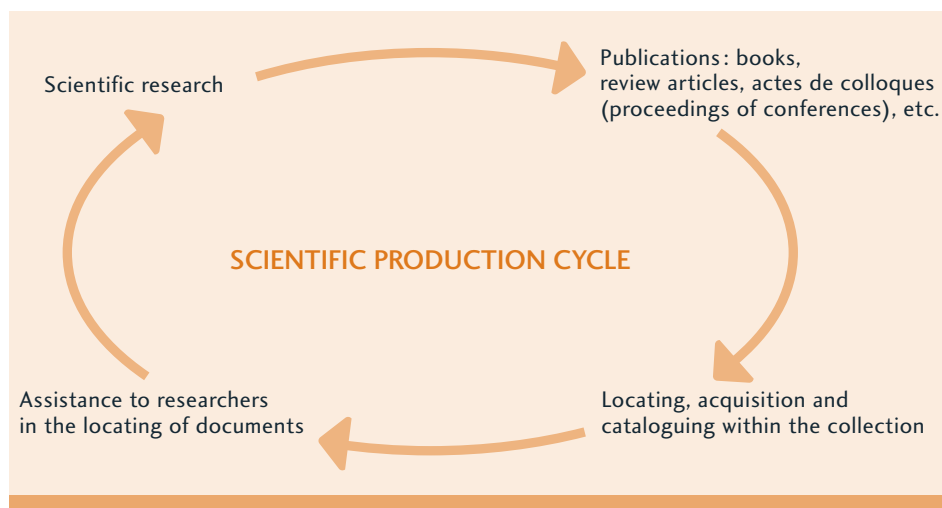 Scientific research
Publications: books,
review articles, actes de colloques
(proceedings of conferences), etc.
SCIENTIFIC PRODUCTION CYCLE
Assistance to researchers
in the locating of documents
Locating, acquisition and
cataloguing within the collection